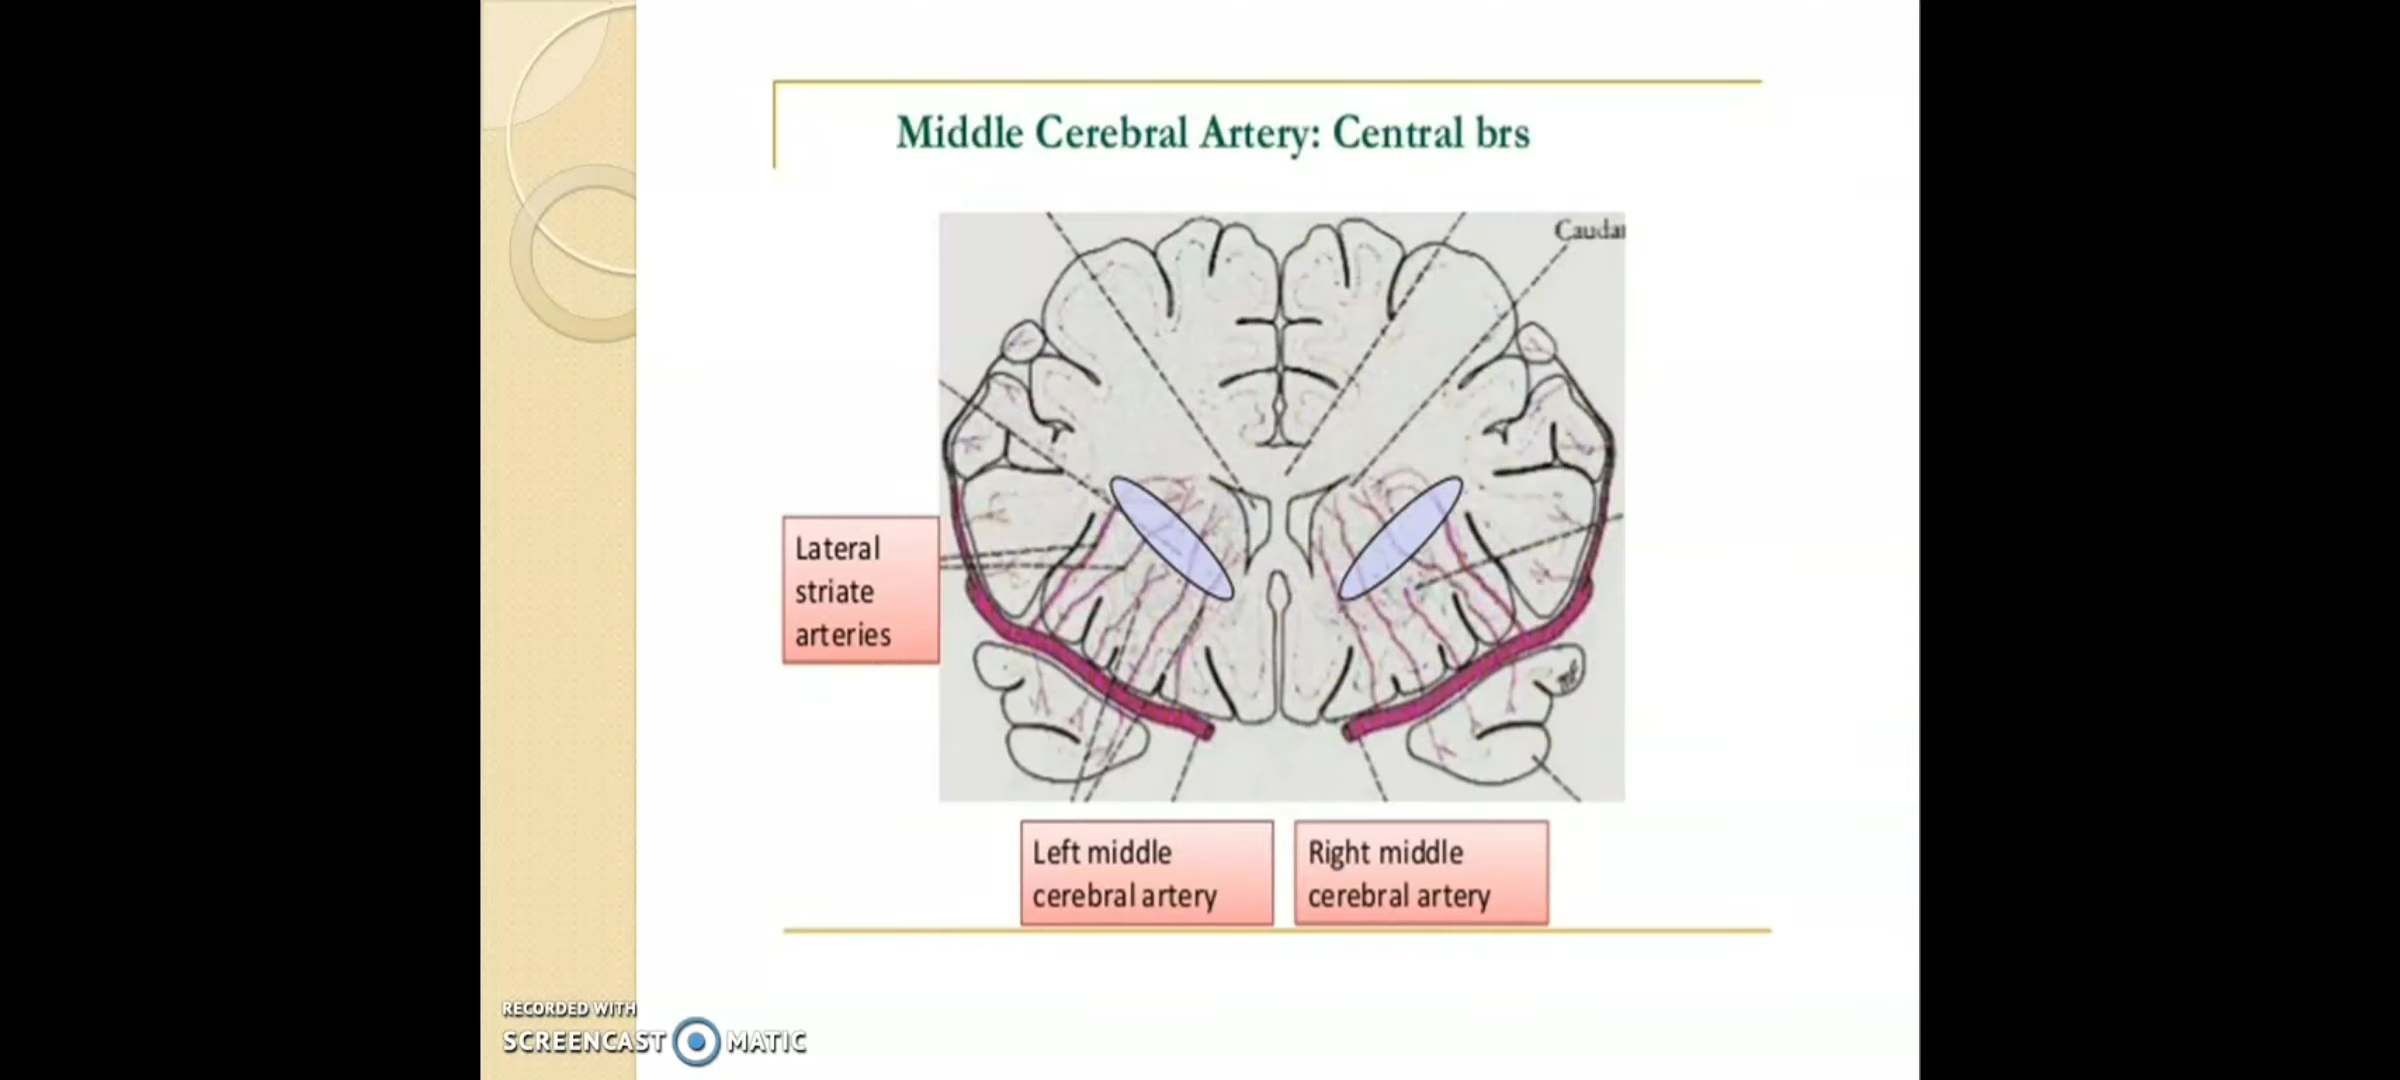 Middle Cerebral Artery: Central brs
Lateral
striate
arteries
Left middle
cerebral artery
Right middle
cerebral artery
RECORDED WITH
SCREENCAST MATIC